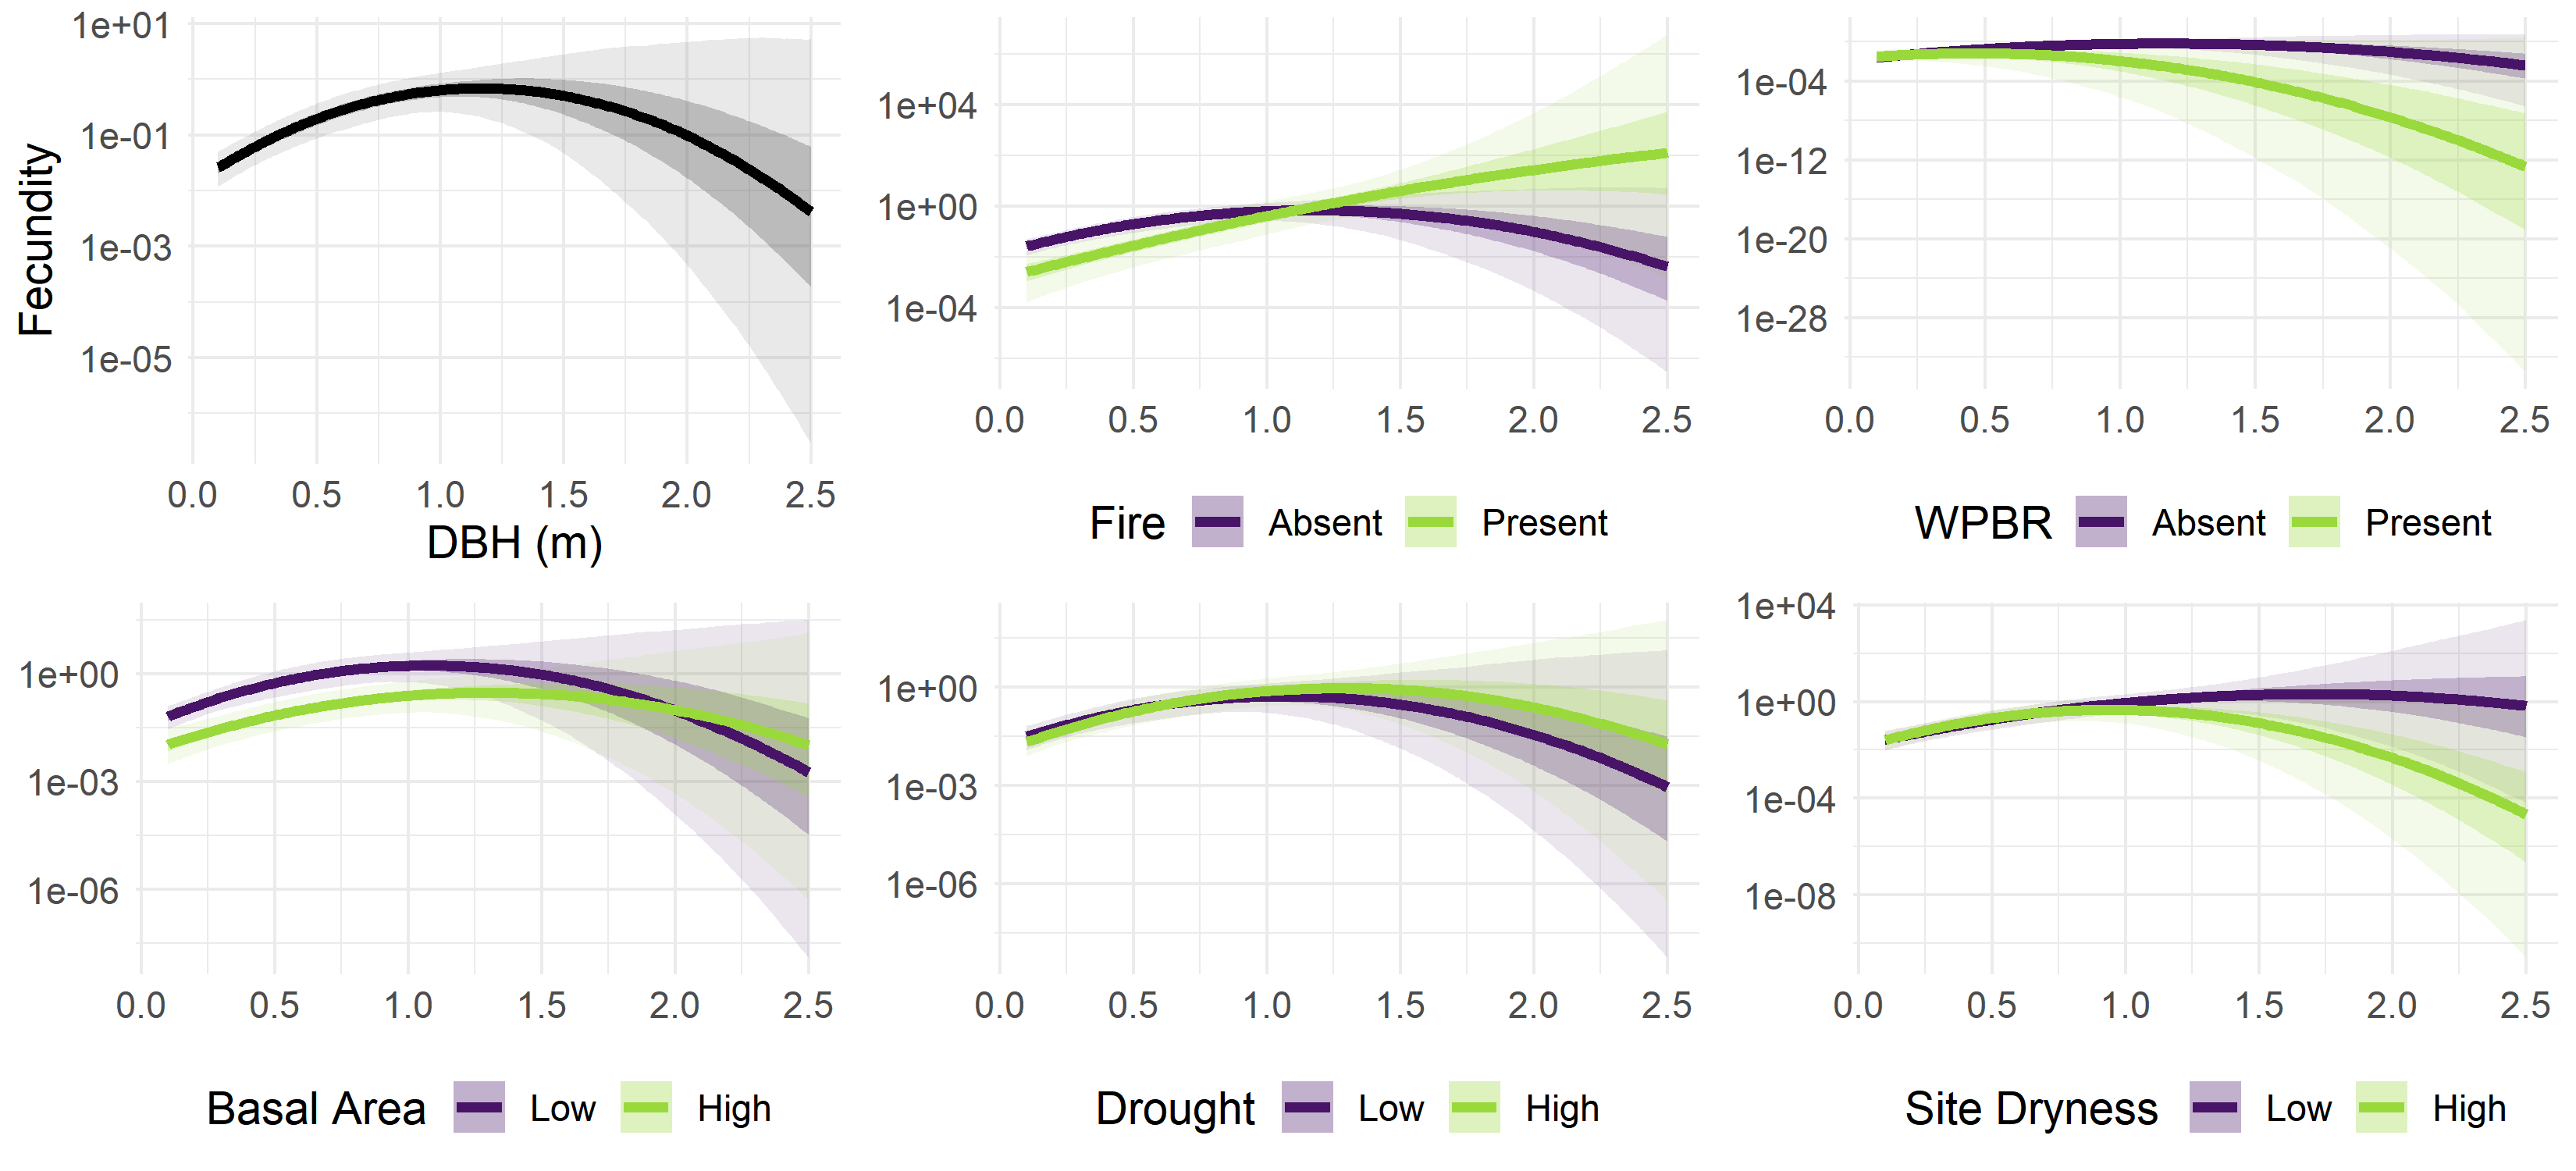 Fecundity
1e+01
1e-01
1e-03
1e-05
0.0 0.5 1.0 1.5 2.0 2.5
DBH (m)
1e+04
1e+00
1e-04
0.0 0.5 1.0 1.5 2.0 2.5
Fire Absent Present
1e-04
1e-12
1e-20
1e-28
0.0 0.5 1.0 1.5 2.0 2.5
WPBR Absent Present
1e+00
1e-03
1e-06
0.0 0.5 1.0 1.5 2.0 2.5
Basal Area Low High
1e+00
1e-03
1e-06
0.0 0.5 1.0 1.5 2.0 2.5
Drought Low High
1e+04
1e+00
1e-04
1e-08
0.0 0.5 1.0 1.5 2.0 2.5
Site Dryness Low High